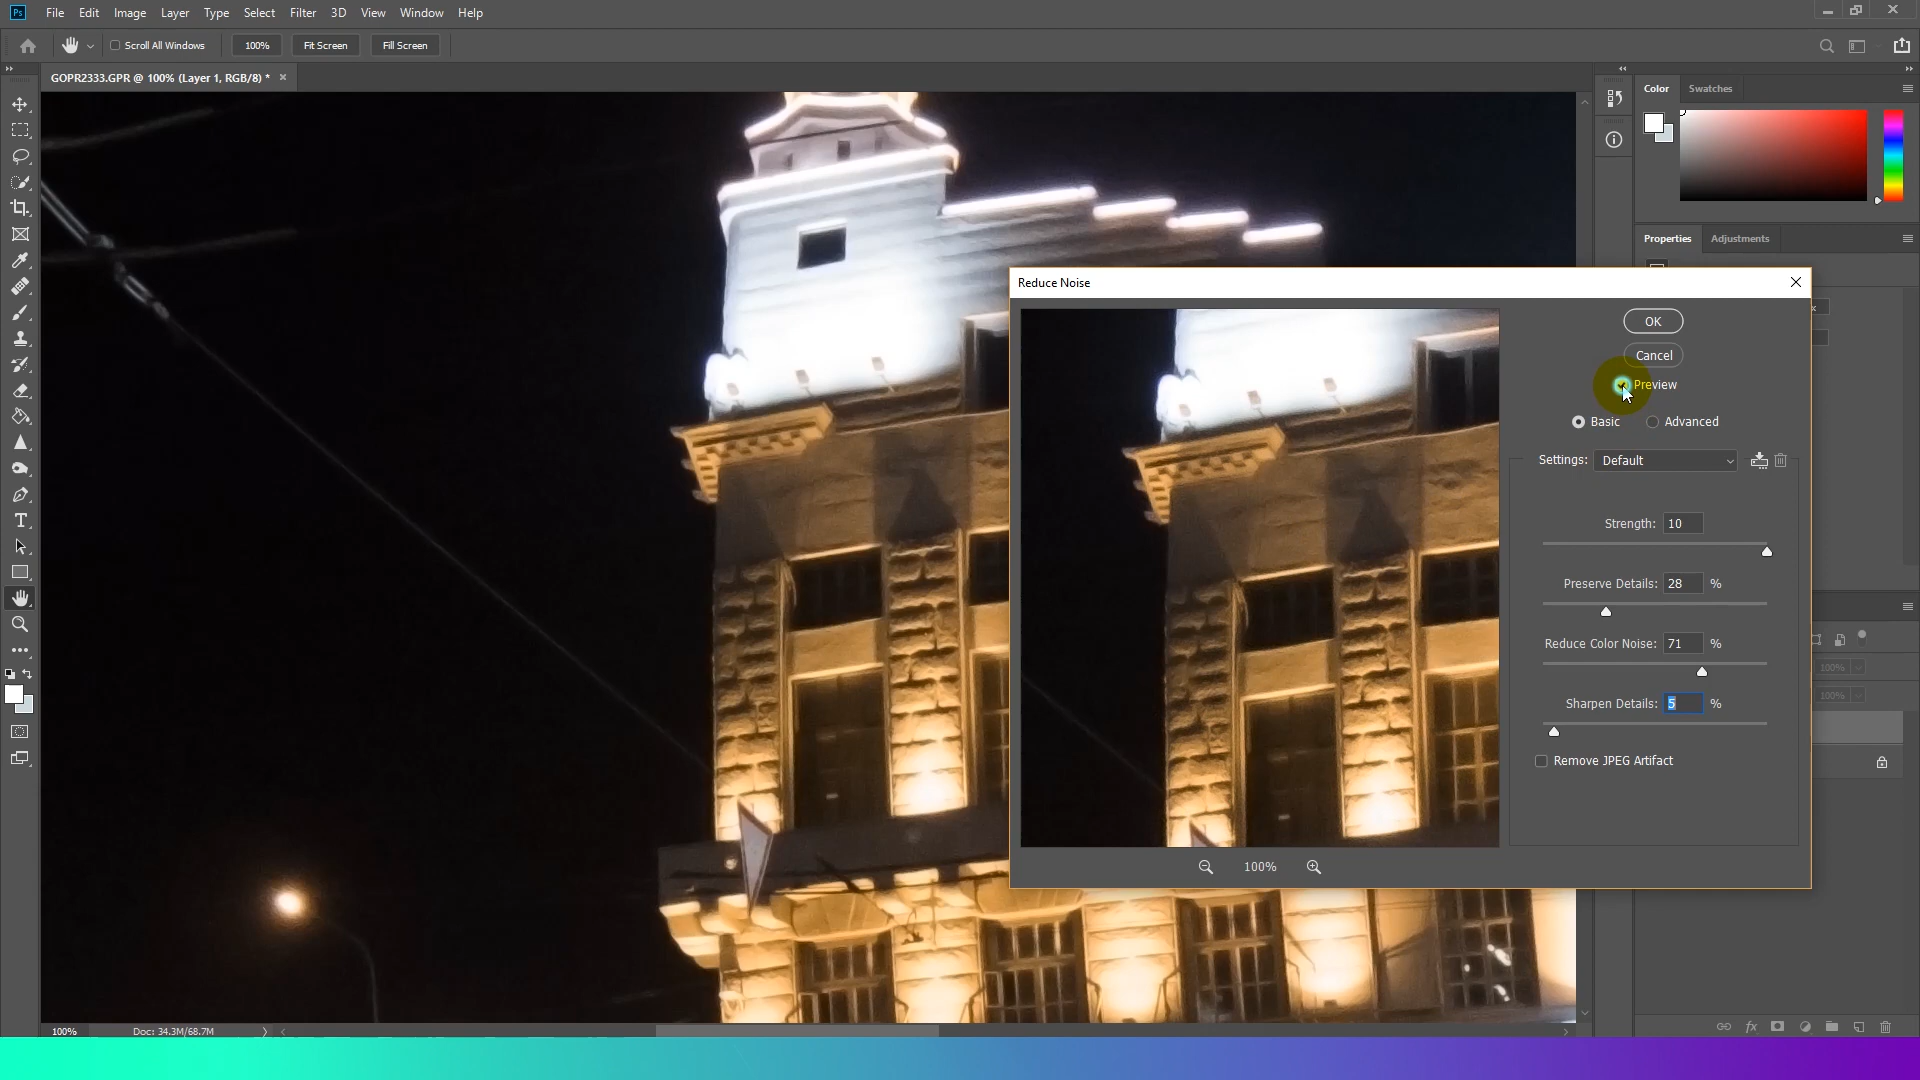 Ps File Edit Image Layer Type Select Filter 3D View Window Help
Scroll All Windows 100% Fit Screen Fill Screen
GOPR2333.GPR @ 100% (Layer 1, RGB/8) *
Color Swatches
Properties Adjustments
Reduce Noise
OK
Cancel
Preview
Basic Advanced
Settings: Default
Strength: 10
Preserve Details: 28 %
Reduce Color Noise: 71 %
Sharpen Details: 5 %
Remove JPEG Artifact
100%
100%
100%
100% Doc: 34.3M/68.7M
fx